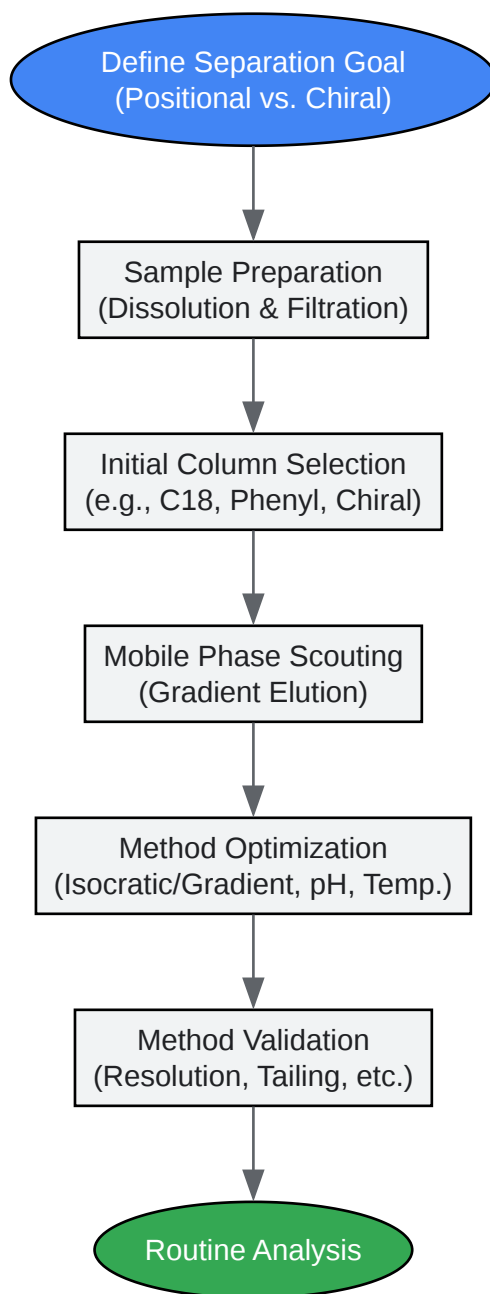 Define Separation Goal
(Positional vs. Chiral)
Sample Preparation
(Dissolution & Filtration)
Initial Column Selection
(e.g., C18, Phenyl, Chiral)
Mobile Phase Scouting
(Gradient Elution)
Method Optimization
(Isocratic/Gradient, pH, Temp.)
Method Validation
(Resolution, Tailing, etc.)
Routine Analysis